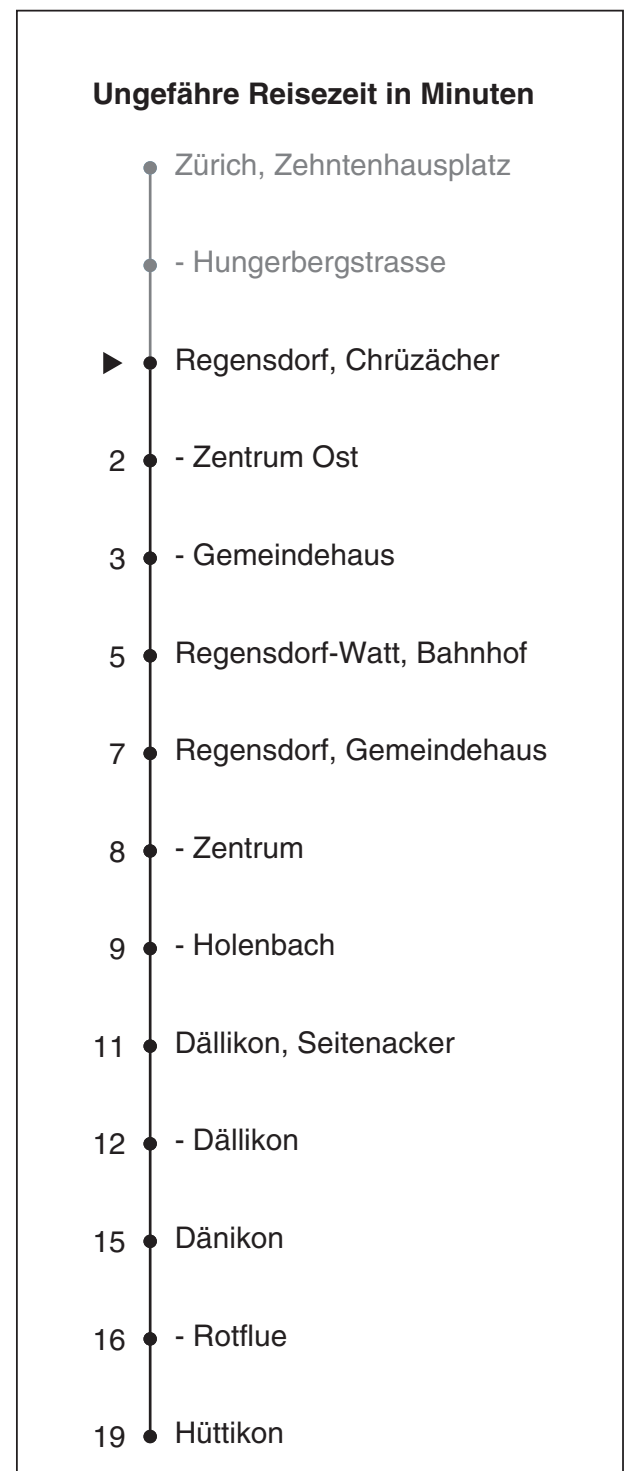 Ungefähre Reisezeit in Minuten
Zürich, Zehntenhausplatz
- Hungerbergstrasse
Regensdorf, Chrüzächer
2 - Zentrum Ost
3 - Gemeindehaus
5 Regensdorf-Watt, Bahnhof
7 Regensdorf, Gemeindehaus
8 - Zentrum
9 - Holenbach
11 Dällikon, Seitenacker
12 - Dällikon
15 Dänikon
16 - Rotflue
19 Hüttikon